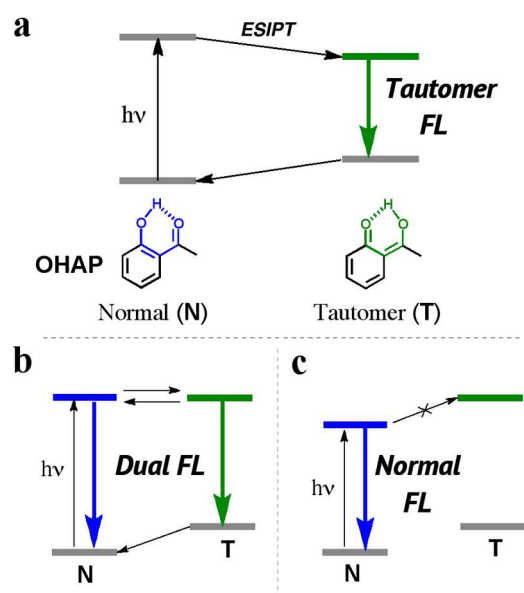 a
ESIPT
hν
Tautomer
FL
H
O
O
H
O
O
OHAP
Normal (N)
Tautomer (T)
b
hν
Dual FL
N
T
c
hν
Normal
FL
N
T